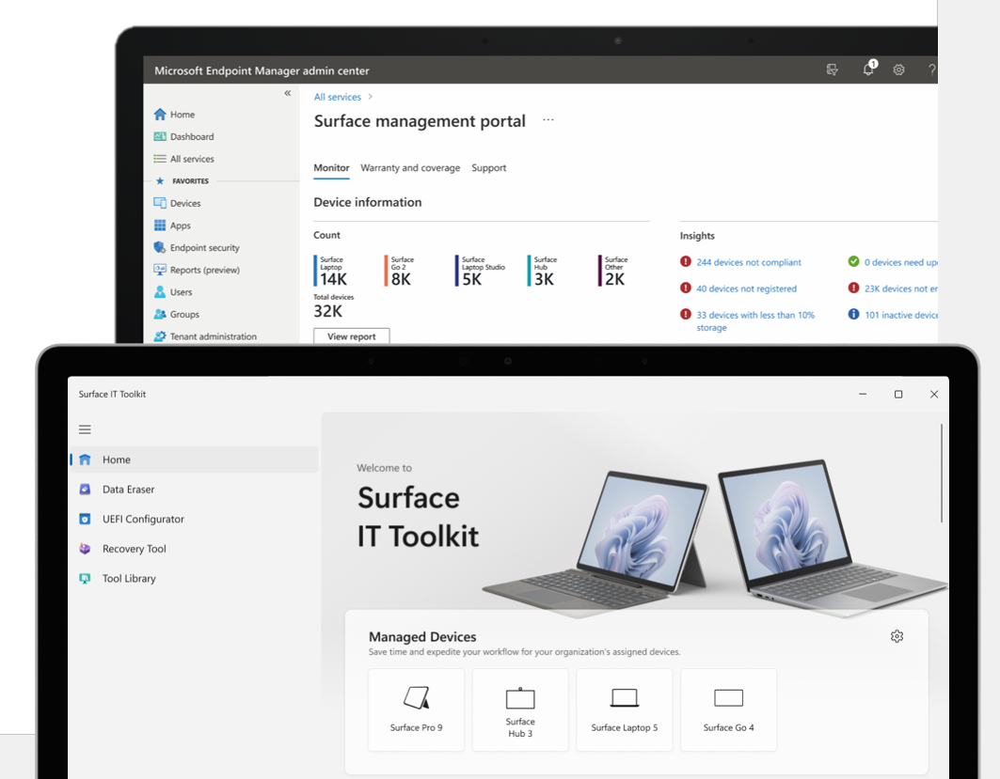 Microsoft Endpoint Manager admin center
1
?
«
All services >
Home
Surface management portal ...
Dashboard
All services
FAVORITES
Monitor Warranty and coverage Support
Devices
Device information
Apps
Endpoint security
Count
Insights
Reports (preview)
Surface Laptop
14K
Surface Go 2
8K
Surface Laptop Studio
5K
Surface Hub
3K
Surface Other
2K
244 devices not compliant
0 devices need up
Users
40 devices not registered
23K devices not er
Total devices
32K
Groups
33 devices with less than 10%
storage
101 inactive device
Tenant administration
View report
Surface IT Toolkit
Home
Data Eraser
UEFI Configurator
Recovery Tool
Tool Library
Welcome to
Surface
IT Toolkit
Managed Devices
Save time and expedite your workflow for your organization's assigned devices.
Surface Pro 9
Surface
Hub 3
Surface Laptop 5
Surface Go 4